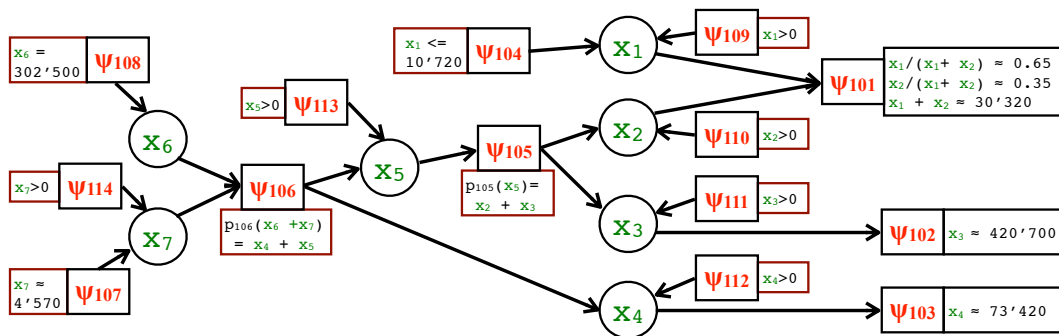 x₆ =
302’500
ψ108
x₆
x₇>0
ψ114
x₇
x₇ ≈
4’570
ψ107
ψ106
p₁₀₆(x₆ +x₇)
= x₄ + x₅
x₅>0
ψ113
x₅
ψ105
p₁₀₅(x₅)=
x₂ + x₃
x₁ <=
10’720
ψ104
x₁
ψ109
x₁>0
ψ101
x₁/(x₁+ x₂) ≈ 0.65
x₂/(x₁+ x₂) ≈ 0.35
x₁ + x₂ ≈ 30’320
x₂
ψ110
x₂>0
ψ111
x₃>0
x₃
ψ102
x₃ ≈ 420’700
ψ112
x₄>0
x₄
ψ103
x₄ ≈ 73’420